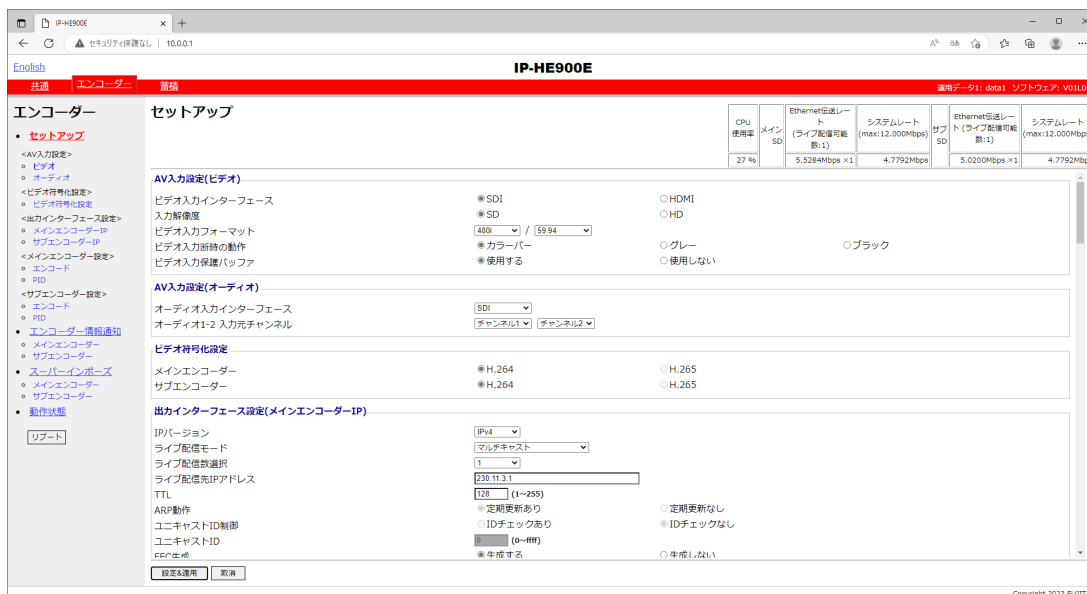 IP-HE900E
セキュリティ保護なし | 10.0.0.1
English
IP-HE900E
共通 エンコーダー 蓄積
運用データ1: data1 ソフトウェア: V01L0
エンコーダー
セットアップ
<AV入力設定>
ビデオ
オーディオ
<ビデオ符号化設定>
ビデオ符号化設定
<出力インターフェース設定>
メインエンコーダーIP
サブエンコーダーIP
<メインエンコーダー設定>
エンコード
PID
<サブエンコーダー設定>
エンコード
PID
エンコーダー情報通知
メインエンコーダー
サブエンコーダー
スーパーインポーズ
メインエンコーダー
サブエンコーダー
動作状態
リブート
セットアップ
CPU使用率
メインSD
Ethernet伝送レート(ライブ配信可能数:1)
システムレート(max:12.000Mbps)
サブSD
Ethernet伝送レート(ライブ配信可能数:1)
システムレート(max:12.000Mbps
27 %
5.5284Mbps ×1
4.7792Mbps
5.0200Mbps ×1
4.7792Mb
AV入力設定(ビデオ)
ビデオ入力インターフェース SDI HDMI
入力解像度 SD HD
ビデオ入力フォーマット 480i / 59.94
ビデオ入力断時の動作 カラーバー グレー ブラック
ビデオ入力保護バッファ 使用する 使用しない
AV入力設定(オーディオ)
オーディオ入力インターフェース SDI
オーディオ1-2 入力元チャンネル チャンネル1 チャンネル2
ビデオ符号化設定
メインエンコーダー H.264 H.265
サブエンコーダー H.264 H.265
出力インターフェース設定(メインエンコーダーIP)
IPバージョン IPv4
ライブ配信モード マルチキャスト
ライブ配信数選択 1
ライブ配信先IPアドレス 230.11.3.1
TTL 128 (1~255)
ARP動作 定期更新あり 定期更新なし
ユニキャストID制御 IDチェックあり IDチェックなし
ユニキャストID 0 (0~ffff)
FEC生成 生成する 生成しない
設定&適用 取消
Copyright 2023 FUJIT